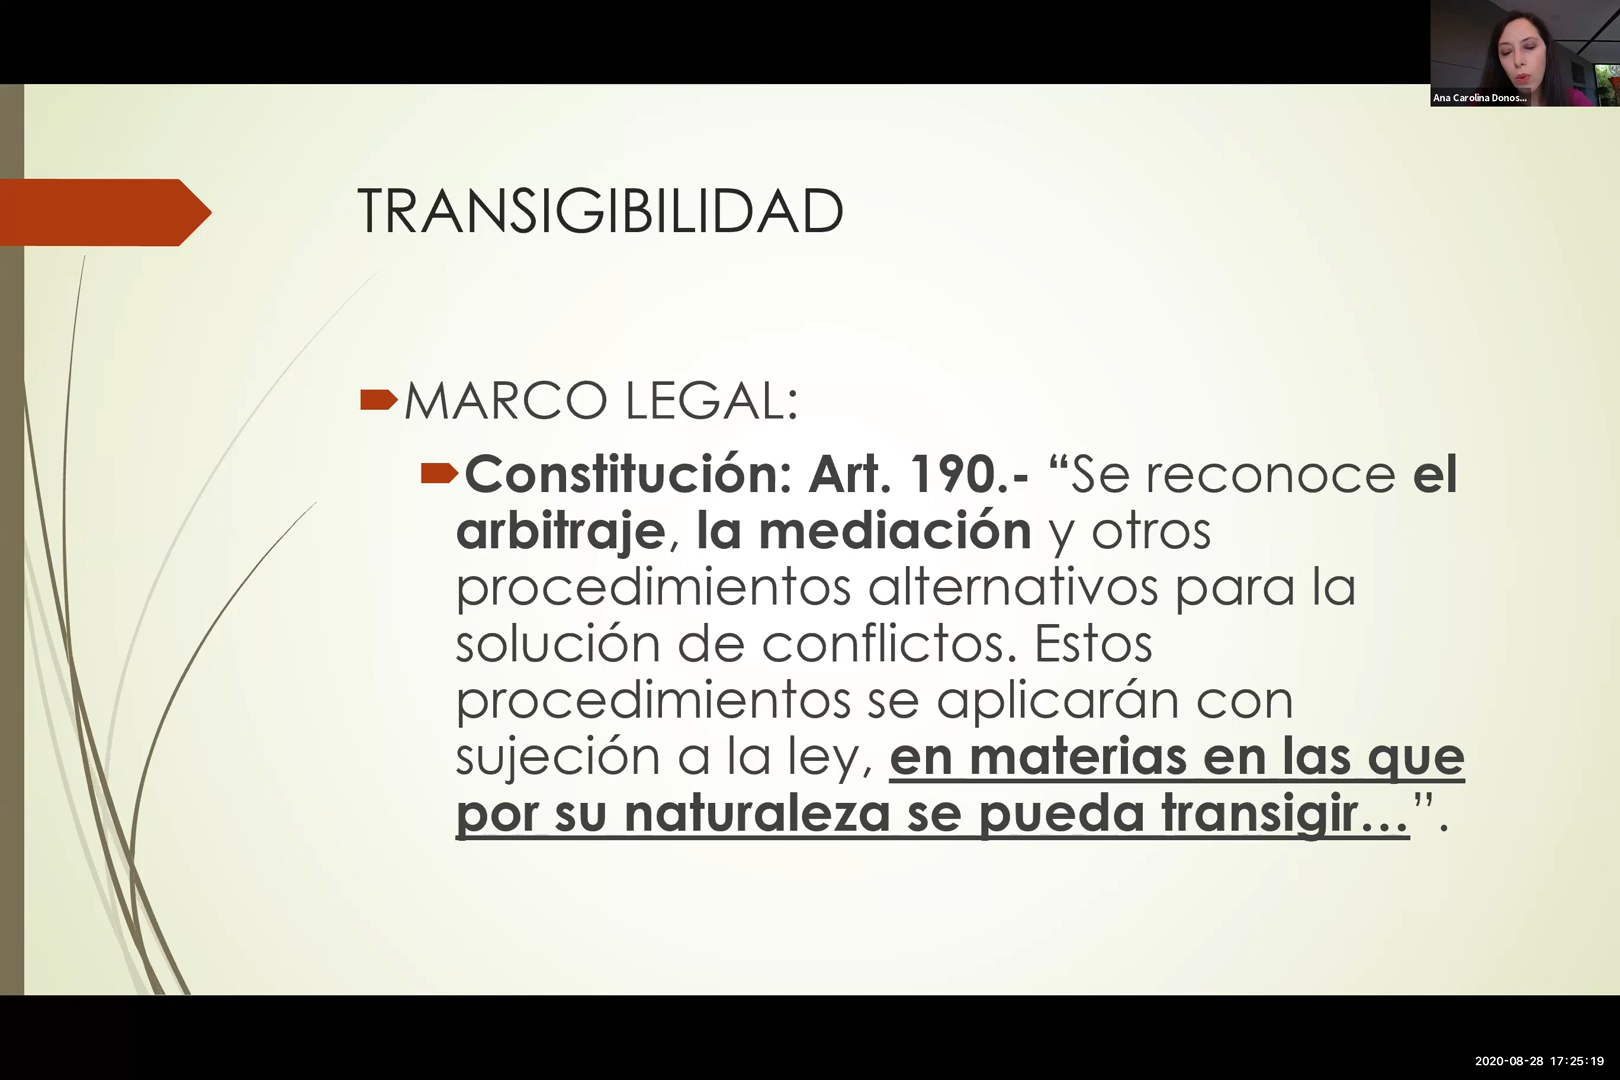 Ana Carolina Donos...
TRANSIGIBILIDAD
MARCO LEGAL:
Constitución: Art. 190.- “Se reconoce el
arbitraje, la mediación y otros
procedimientos alternativos para la
solución de conflictos. Estos
procedimientos se aplicarán con
sujeción a la ley, en materias en las que
por su naturaleza se pueda transigir...”.
2020-08-28 17:25:19